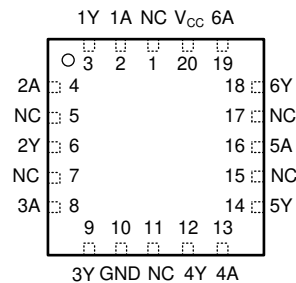 1Y 1A NC VCC 6A
3 2 1 20 19
2A 4 18 6Y
NC 5 17 NC
2Y 6 16 5A
NC 7 15 NC
3A 8 14 5Y
9 10 11 12 13
3Y GND NC 4Y 4A